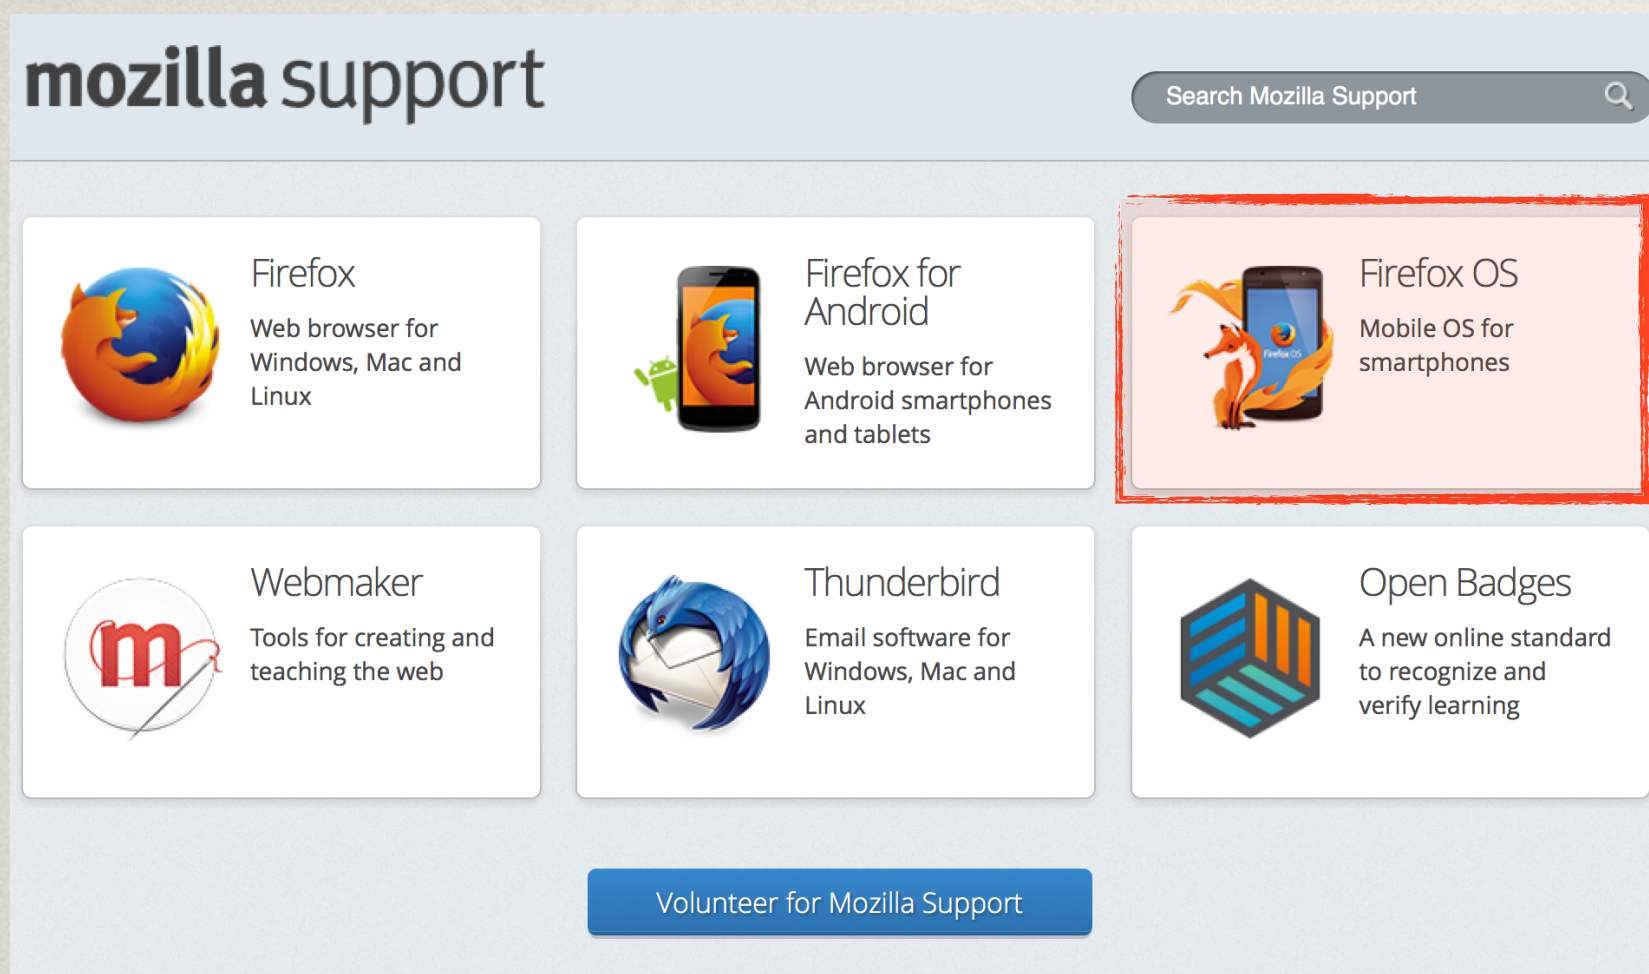 mozilla support
Search Mozilla Support
Firefox
Web browser for
Windows, Mac and
Linux
Firefox for
Android
Web browser for
Android smartphones
and tablets
Firefox OS
Mobile OS for
smartphones
Firefox OS
Webmaker
Tools for creating and
teaching the web
m
Thunderbird
Email software for
Windows, Mac and
Linux
Open Badges
A new online standard
to recognize and
verify learning
Volunteer for Mozilla Support